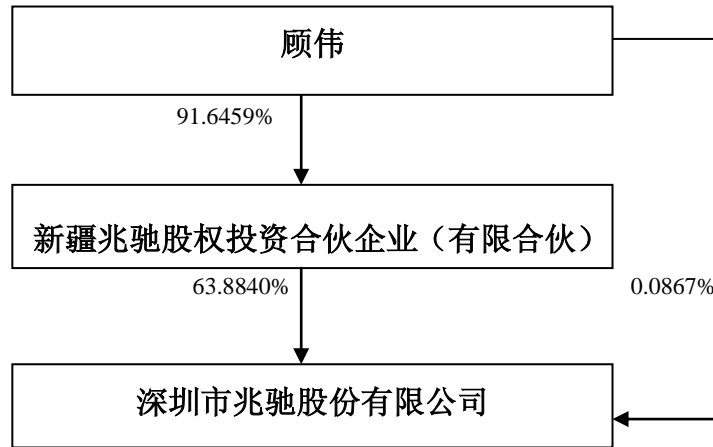 顾伟
91.6459%
新疆兆驰股权投资合伙企业（有限合伙）
63.8840%
0.0867%
深圳市兆驰股份有限公司